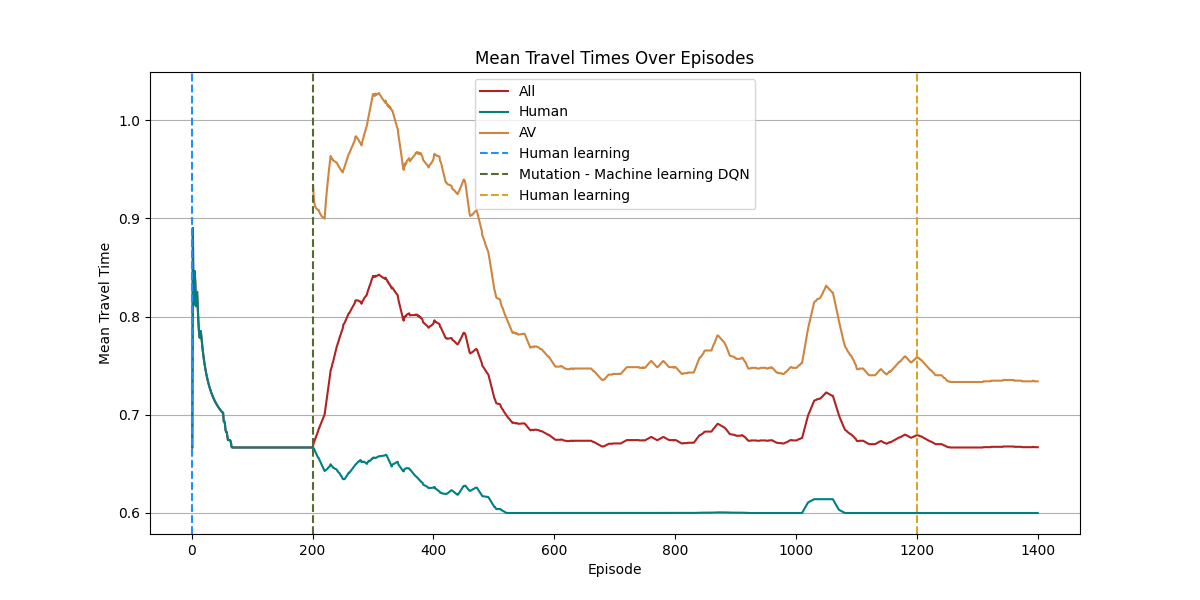 Mean Travel Times Over Episodes
All
Human
AV
Human learning
Mutation - Machine learning DQN
Human learning
Mean Travel Time
1.0
0.9
0.8
0.7
0.6
0
200
400
600
800
1000
1200
1400
Episode